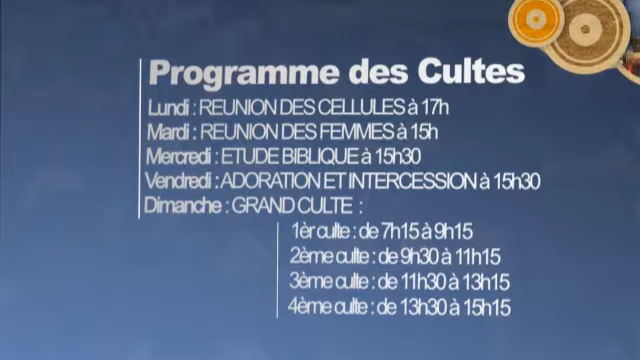 Programme des Cultes
Lundi : REUNION DES CELLULES à 17h
Mardi : REUNION DES FEMMES à 15h
Mercredi : ETUDE BIBLIQUE à 15h30
Vendredi : ADORATION ET INTERCESSION à 15h30
Dimanche : GRAND CULTE :
1èr culte : de 7h15 à 9h15
2ème culte : de 9h30 à 11h15
3ème culte : de 11h30 à 13h15
4ème culte : de 13h30 à 15h15